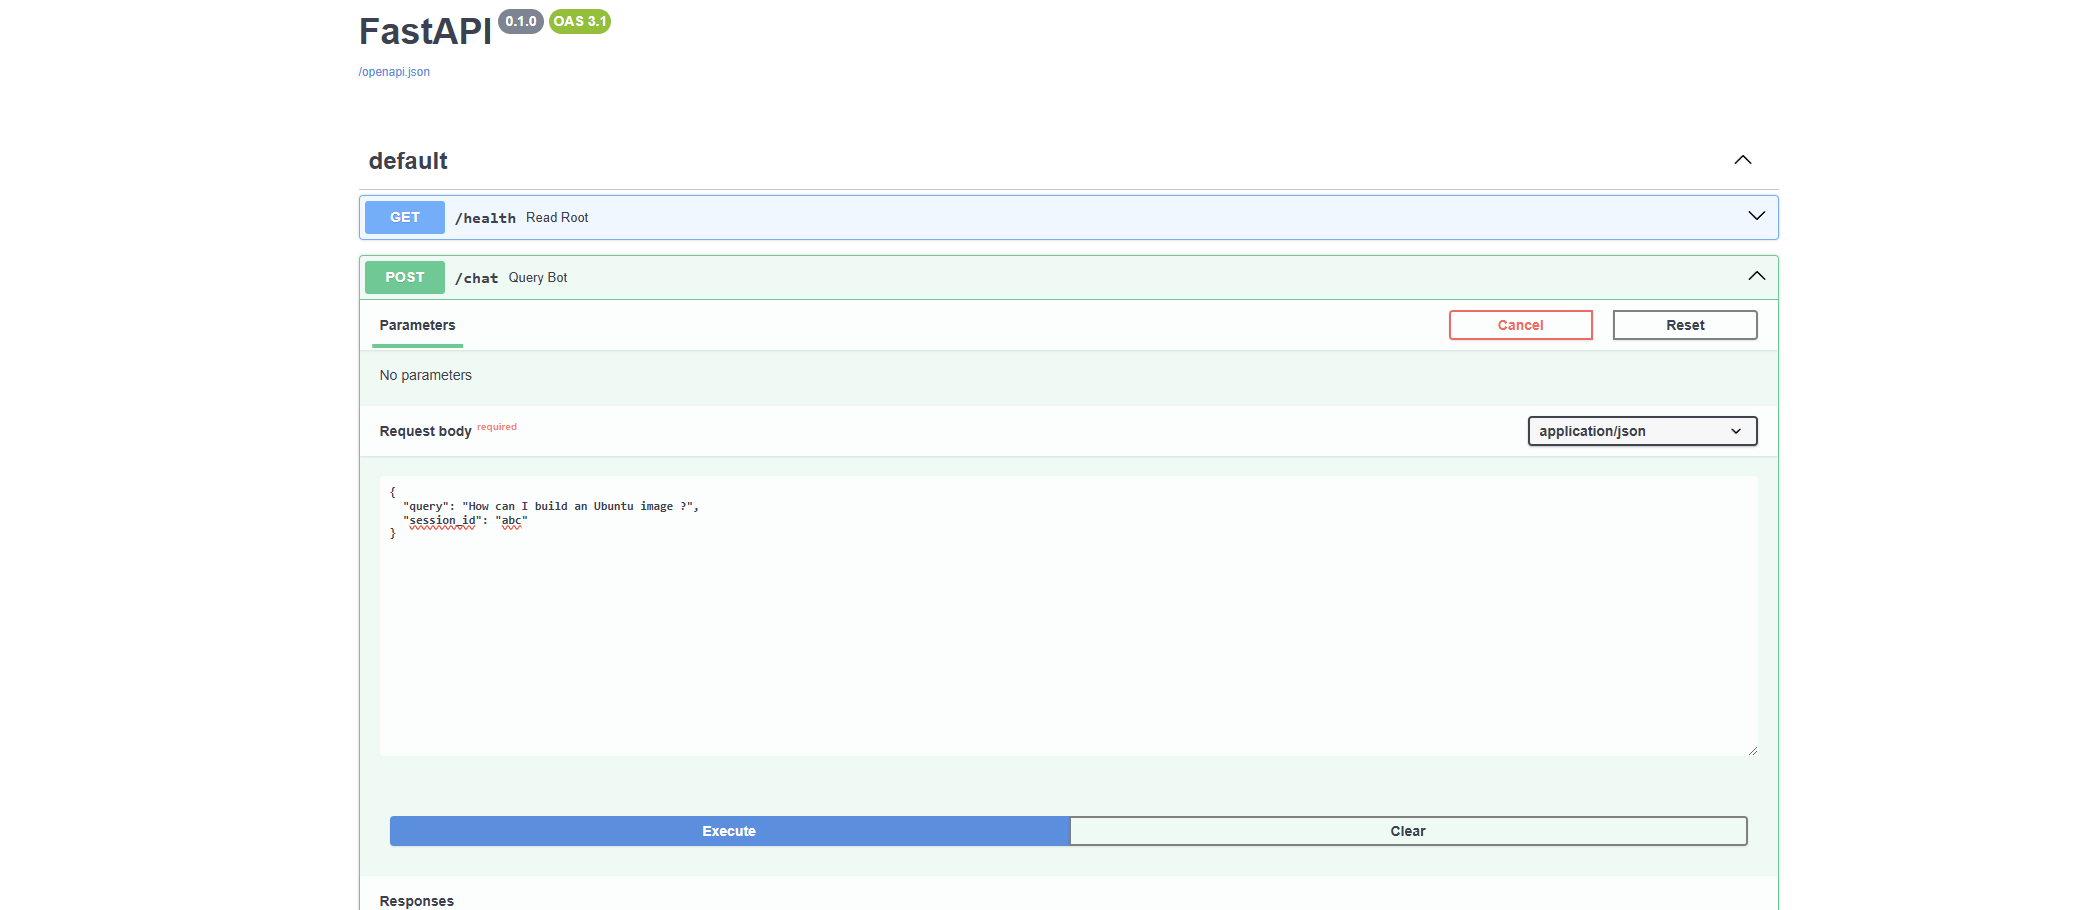 FastAPI 0.1.0 OAS 3.1
/openapi.json
default
GET /health Read Root
POST /chat Query Bot
Parameters Cancel Reset
No parameters
Request body required application/json
{
"query": "How can I build an Ubuntu image ?",
"session_id": "abc"
}
Execute Clear
Responses